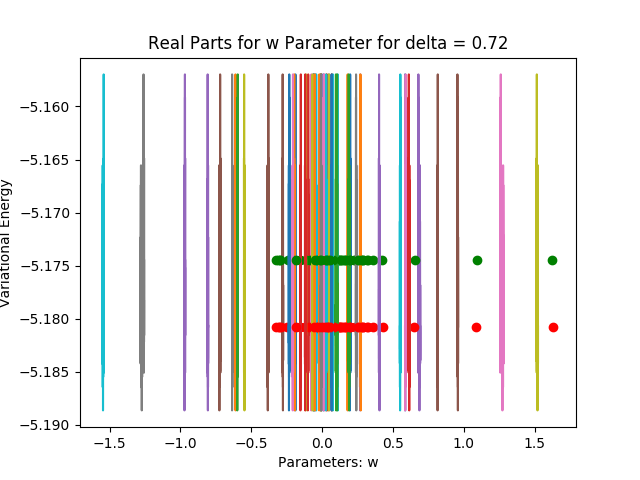 Real Parts for w Parameter for delta = 0.72
Variational Energy
−5.160
−5.165
−5.170
−5.175
−5.180
−5.185
−5.190
−1.5 −1.0 −0.5 0.0 0.5 1.0 1.5
Parameters: w